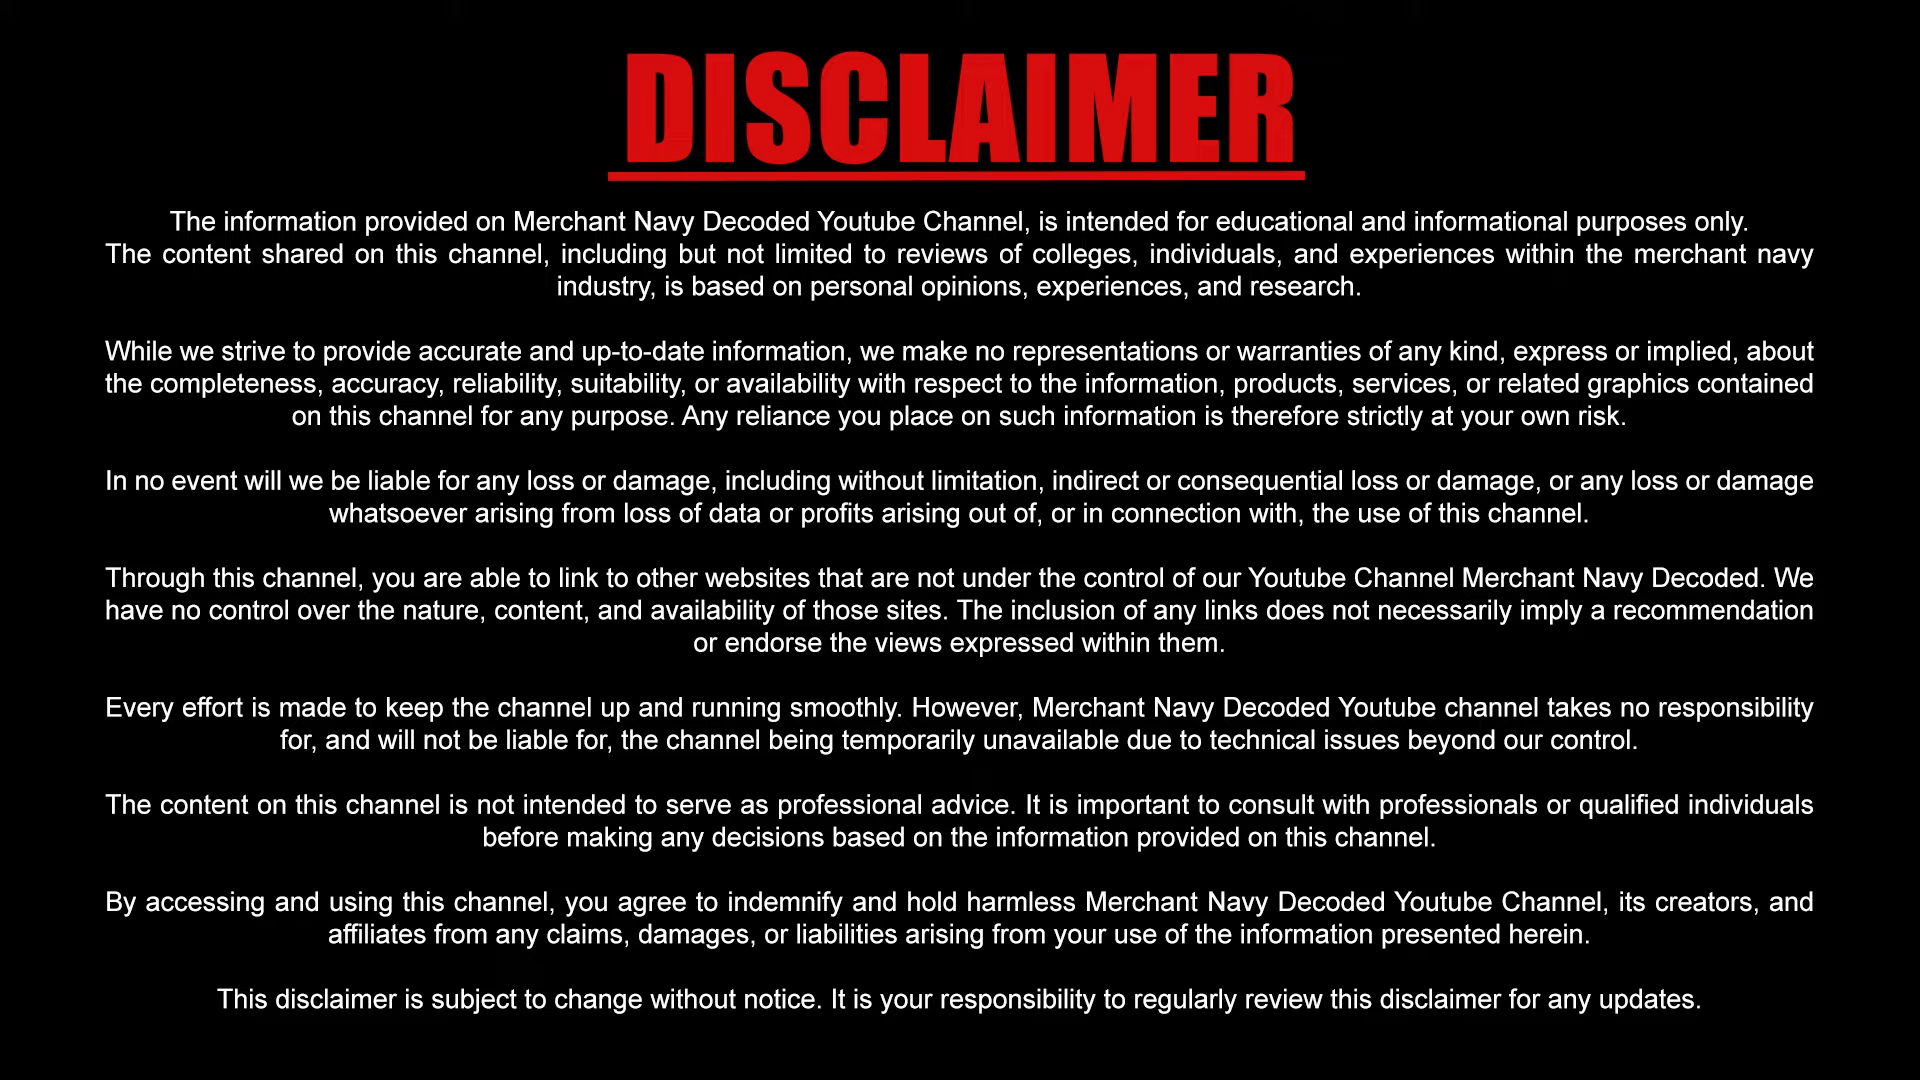 DISCLAIMER
The information provided on Merchant Navy Decoded Youtube Channel, is intended for educational and informational purposes only.
The content shared on this channel, including but not limited to reviews of colleges, individuals, and experiences within the merchant navy
industry, is based on personal opinions, experiences, and research.
While we strive to provide accurate and up-to-date information, we make no representations or warranties of any kind, express or implied, about
the completeness, accuracy, reliability, suitability, or availability with respect to the information, products, services, or related graphics contained
on this channel for any purpose. Any reliance you place on such information is therefore strictly at your own risk.
In no event will we be liable for any loss or damage, including without limitation, indirect or consequential loss or damage, or any loss or damage
whatsoever arising from loss of data or profits arising out of, or in connection with, the use of this channel.
Through this channel, you are able to link to other websites that are not under the control of our Youtube Channel Merchant Navy Decoded. We
have no control over the nature, content, and availability of those sites. The inclusion of any links does not necessarily imply a recommendation
or endorse the views expressed within them.
Every effort is made to keep the channel up and running smoothly. However, Merchant Navy Decoded Youtube channel takes no responsibility
for, and will not be liable for, the channel being temporarily unavailable due to technical issues beyond our control.
The content on this channel is not intended to serve as professional advice. It is important to consult with professionals or qualified individuals
before making any decisions based on the information provided on this channel.
By accessing and using this channel, you agree to indemnify and hold harmless Merchant Navy Decoded Youtube Channel, its creators, and
affiliates from any claims, damages, or liabilities arising from your use of the information presented herein.
This disclaimer is subject to change without notice. It is your responsibility to regularly review this disclaimer for any updates.